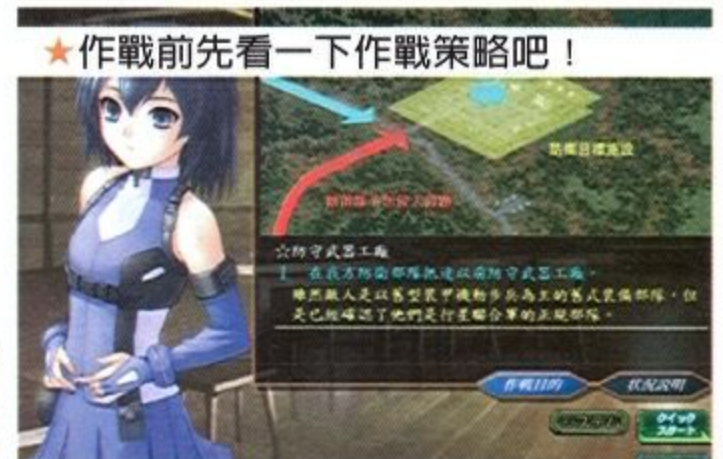 ★作戰前先看一下作戰策略吧！
防衛目標施設
☆防守武器工廠
1 在我方防衛部隊抵達以前防守武器工廠。
雖然敵人是以舊型裝甲機動步兵為主的舊式裝備部隊，但
是已經確認了他們是行星聯合軍的正規部隊。
作戰目的
状況説明
クイック
スタート